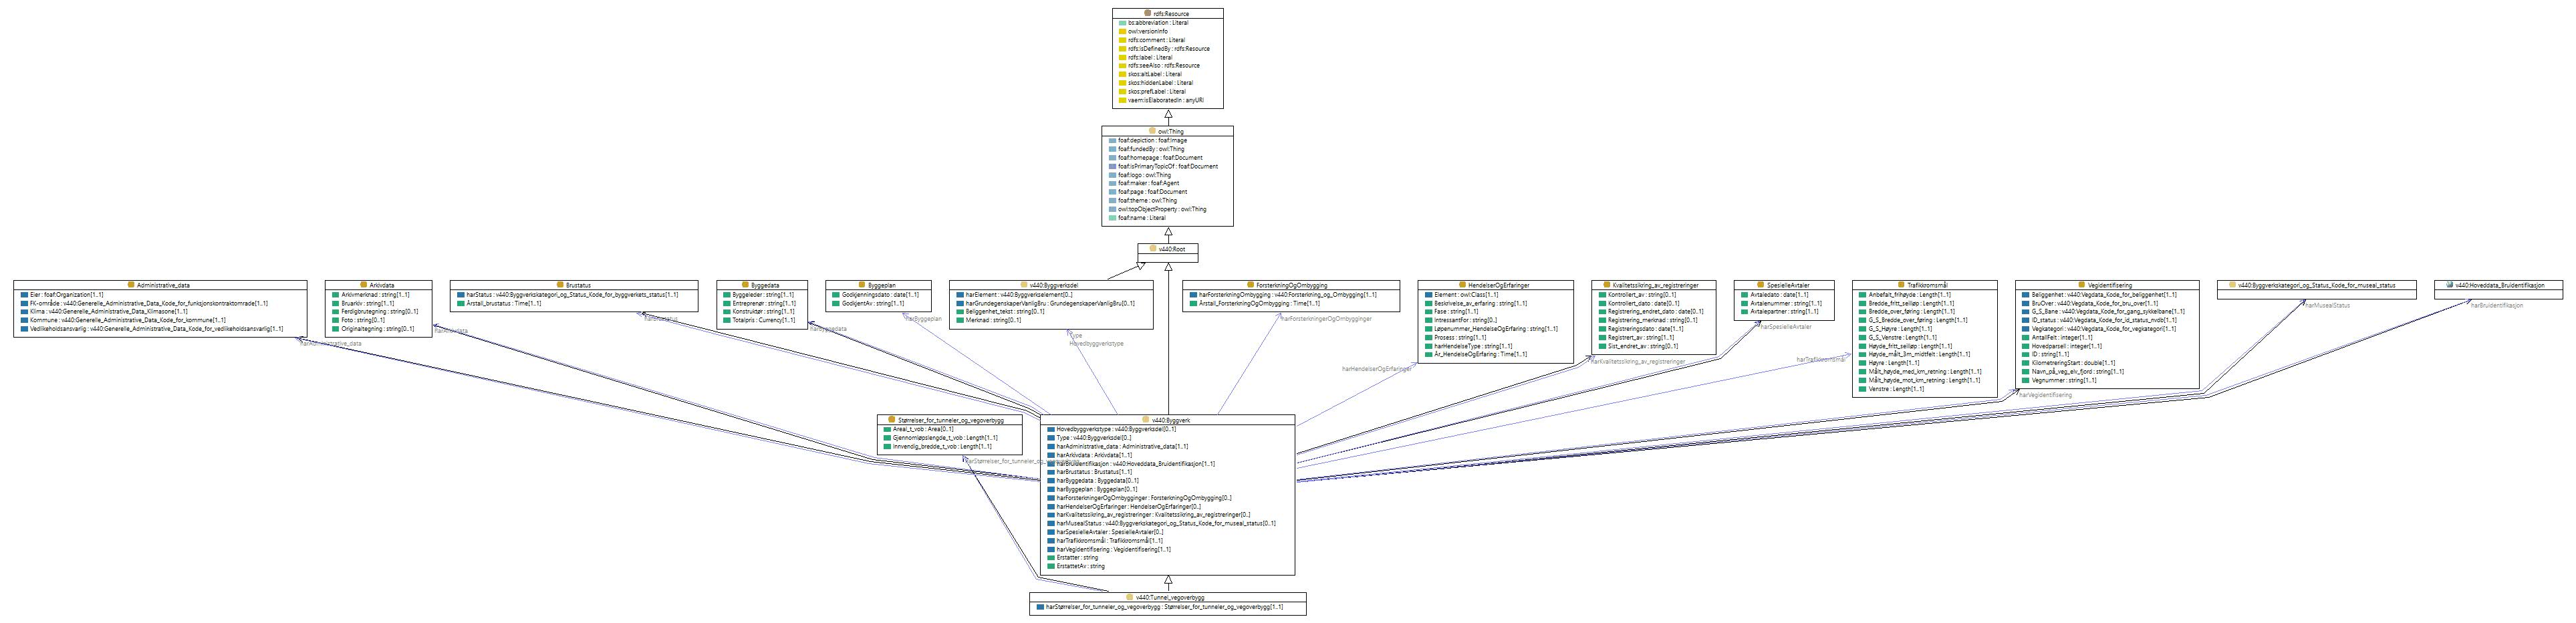 rdfs:Resource
bs:abbreviation : Literal
owl:versionInfo
rdfs:comment : Literal
rdfs:isDefinedBy : rdfs:Resource
rdfs:label : Literal
rdfs:seeAlso : rdfs:Resource
skos:altLabel : Literal
skos:hiddenLabel : Literal
skos:prefLabel : Literal
vaem:isElaboratedIn : anyURI
owl:Thing
foaf:depiction : foaf:Image
foaf:fundedBy : owl:Thing
foaf:homepage : foaf:Document
foaf:isPrimaryTopicOf : foaf:Document
foaf:logo : owl:Thing
foaf:maker : foaf:Agent
foaf:page : foaf:Document
foaf:theme : owl:Thing
owl:topObjectProperty : owl:Thing
foaf:name : Literal
v440:Root
Administrative_data
Eier : foaf:Organization[1..1]
FK-område : v440:Generelle_Administrative_Data_Kode_for_funksjonskontraktomrade[1..1]
Klima : v440:Generelle_Administrative_Data_Klimasone[1..1]
Kommune : v440:Generelle_Administrative_Data_Kode_for_kommune[1..1]
Vedlikeholdsansvarlig : v440:Generelle_Administrative_Data_Kode_for_vedlikeholdsansvarlig[1..1]
Arkivdata
Arkivmerknad : string[1..1]
Bruarkiv : string[1..1]
Ferdigbrutegning : string[0..1]
Foto : string[0..1]
Originaltegning : string[0..1]
Brustatus
harStatus : v440:Byggverkskategori_og_Status_Kode_for_byggverkets_status[1..1]
Årstall_brustatus : Time[1..1]
Byggedata
Byggeleder : string[1..1]
Entreprenør : string[1..1]
Konstruktør : string[1..1]
Totalpris : Currency[1..1]
Byggeplan
Godkjenningsdato : date[1..1]
GodkjentAv : string[1..1]
v440:Byggverksdel
harElement : v440:Byggverkselement[0..]
harGrundegenskaperVanligBru : GrundegenskaperVanligBru[0..1]
Beliggenhet_tekst : string[0..1]
Merknad : string[0..1]
ForsterkningOgOmbygging
harForsterkningOmbygging : v440:Forsterkning_og_Ombygging[1..1]
Årstall_ForsterkningOgOmbygging : Time[1..1]
HendelserOgErfaringer
Element : owl:Class[1..1]
Beskrivelse_av_erfaring : string[1..1]
Fase : string[1..1]
Intressantfor : string[0..]
Løpenummer_HendelseOgErfaring : string[1..1]
Prosess : string[1..1]
harHendelseType : string[1..1]
År_HendelseOgErfaring : Time[1..1]
Kvalitetssikring_av_registreringer
Kontrollert_av : string[0..1]
Kontrollert_dato : date[0..1]
Registrering_endret_dato : date[0..1]
Registrering_merknad : string[0..1]
Registreringsdato : date[1..1]
Registrert_av : string[0..1]
Sist_endret_av : string[0..1]
SpesielleAvtaler
Avtaledato : date[1..1]
Avtalenummer : string[1..1]
Avtalepartner : string[1..1]
Trafikkromsmål
Anbefalt_frihøyde : Length[1..1]
Bredde_fritt_seilløp : Length[1..1]
Bredde_over_føring : Length[1..1]
G_S_Bredde_over_føring : Length[1..1]
G_S_Høyre : Length[1..1]
G_S_Venstre : Length[1..1]
Høyde_fritt_seilløp : Length[1..1]
Høyde_målt_3m_midtfelt : Length[1..1]
Høyre : Length[1..1]
Målt_høyde_med_km_retning : Length[1..1]
Målt_høyde_mot_km_retning : Length[1..1]
Venstre : Length[1..1]
Vegidentifisering
Beliggenhet : v440:Vegdata_Kode_for_beliggenhet[1..1]
BruOver : v440:Vegdata_Kode_for_bru_over[1..1]
G_S_Bane : v440:Vegdata_Kode_for_gang_sykkelbane[1..1]
ID_status : v440:Vegdata_Kode_for_id_status_nvdb[1..1]
Vegkategori : v440:Vegdata_Kode_for_vegkategori[1..1]
AntallFelt : integer[1..1]
Hovedparsell : integer[1..1]
ID : string[1..1]
KilometreringStart : double[1..1]
Navn_på_veg_elv_fjord : string[1..1]
Vegnummer : string[1..1]
v440:Byggverkskategori_og_Status_Kode_for_museal_status
v440:Hoveddata_Bruidentifikasjon
harAdministrative_data
harArkivdata
harBrustatus
harByggedata
harByggeplan
Type
Hovedbyggverkstype
harForsterkningerOgOmbygginger
harHendelserOgErfaringer
harKvalitetssikring_av_registreringer
harSpesielleAvtaler
harTrafikkromsmål
harVegidentifisering
harMusealStatus
harBruidentifikasjon
Størrelser_for_tunneler_og_vegoverbygg
Areal_t_vob : Area[0..1]
Gjennomløpslengde_t_vob : Length[1..1]
Innvendig_bredde_t_vob : Length[1..1]
v440:Byggverk
Hovedbyggverkstype : v440:Byggverksdel[0..1]
Type : v440:Byggverksdel[0..]
harAdministrative_data : Administrative_data[1..1]
harArkivdata : Arkivdata[1..1]
harBruidentifikasjon : v440:Hoveddata_Bruidentifikasjon[1..1]
harBrustatus : Brustatus[1..1]
harByggedata : Byggedata[0..1]
harByggeplan : Byggeplan[0..1]
harForsterkningerOgOmbygginger : ForsterkningOgOmbygging[0..]
harHendelserOgErfaringer : HendelserOgErfaringer[0..]
harKvalitetssikring_av_registreringer : Kvalitetssikring_av_registreringer[0..]
harMusealStatus : v440:Byggverkskategori_og_Status_Kode_for_museal_status[0..1]
harSpesielleAvtaler : SpesielleAvtaler[0..]
harTrafikkromsmål : Trafikkromsmål[1..1]
harVegidentifisering : Vegidentifisering[1..1]
Erstatter : string
ErstattetAv : string
v440:Tunnel_vegoverbygg
harStørrelser_for_tunneler_og_vegoverbygg : Størrelser_for_tunneler_og_vegoverbygg[1..1]